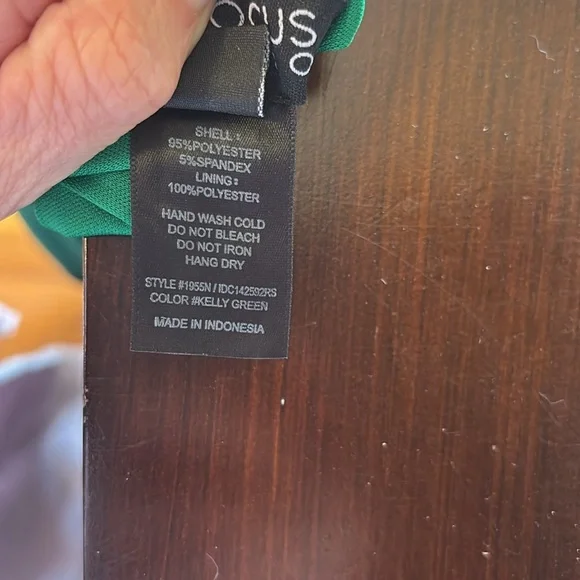 SHELL :
95%POLYESTER
5%SPANDEX
LINING:
100%POLYESTER
HAND WASH COLD
DO NOT BLEACH
DO NOT IRON
HANG DRY
STYLE #1955N / IDC142592RS
COLOR #KELLY GREEN
MADE IN INDONESIA